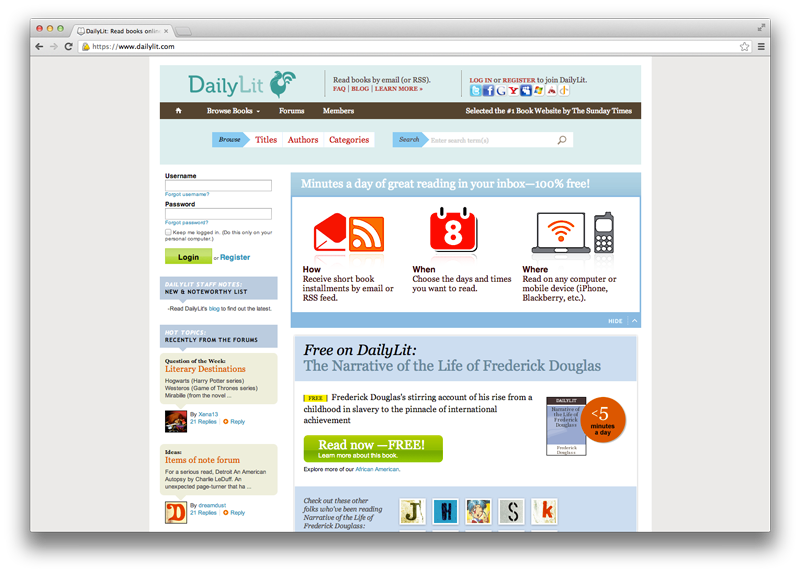 DailyLit: Read books online
https://www.dailylit.com
DailyLit
Read books by email (or RSS).
FAQ | BLOG | LEARN MORE »
LOG IN or REGISTER to join DailyLit.
Browse Books
Forums
Members
Selected the #1 Book Website by The Sunday Times
Browse
Titles
Authors
Categories
Search
Enter search term(s)
Username
Forgot username?
Password
Forgot password?
Keep me logged in. (Do this only on
your personal computer.)
Login or Register
DAILYLIT STAFF NOTES:
NEW & NOTEWORTHY LIST
-Read DailyLit's blog to find out the latest.
HOT TOPICS:
RECENTLY FROM THE FORUMS
Question of the Week:
Literary Destinations
Hogwarts (Harry Potter series)
Westeros (Game of Thrones series)
Mirabilie (from the novel ...
By Xena13
21 Replies Reply
Ideas:
Items of note forum
For a serious read, Detroit An American
Autopsy by Charlie LeDuff. An
unexpected page-turner that ha ...
D
By dreamdust
21 Replies Reply
Minutes a day of great reading in your inbox—100% free!
8
How
Receive short book
installments by email or
RSS feed.
When
Choose the days and times
you want to read.
Where
Read on any computer or
mobile device (iPhone,
Blackberry, etc.).
HIDE
Free on DailyLit:
The Narrative of the Life of Frederick Douglas
FREE Frederick Douglas's stirring account of his rise from a
childhood in slavery to the pinnacle of international
achievement
Read now —FREE!
Learn more about this book.
Explore more of our African American.
DAILYLIT
Narrative of
the Life of
Frederick
Douglass
Frederick
Douglass
<5
minutes
a day
Check out these other
folks who've been reading
Narrative of the Life of
Frederick Douglass:
J
H
S
k